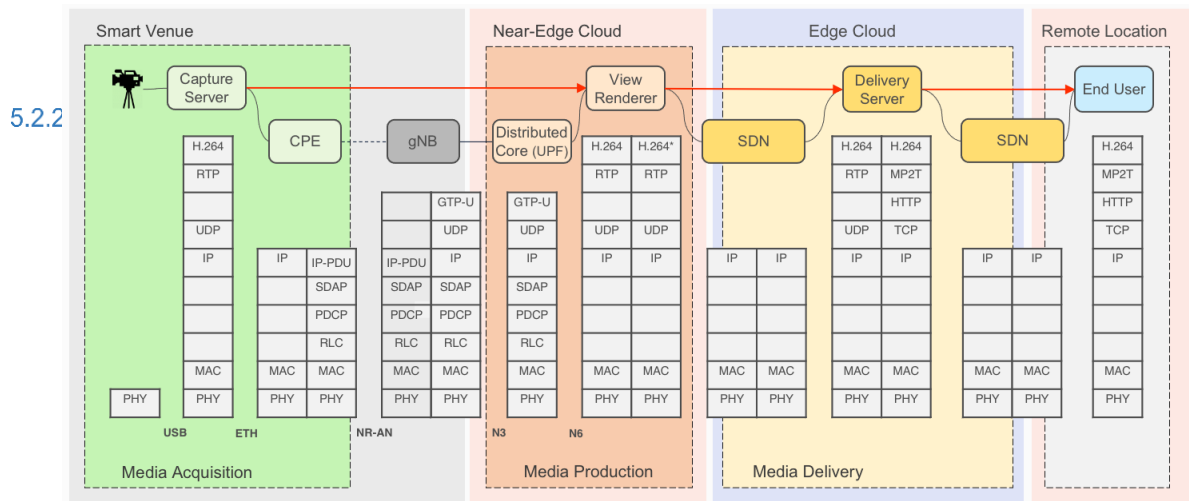 Smart Venue
Near-Edge Cloud
Edge Cloud
Remote Location
5.2.2
Capture
Server
CPE
gNB
Distributed
Core (UPF)
View
Renderer
SDN
Delivery
Server
SDN
End User
H.264 H.264 H.264* H.264 H.264 H.264
RTP RTP RTP RTP MP2T MP2T
GTP-U GTP-U HTTP HTTP
UDP UDP UDP UDP UDP UDP TCP TCP
IP IP IP-PDU IP-PDU IP IP IP IP IP IP IP IP IP IP IP
SDAP SDAP SDAP SDAP
PDCP PDCP PDCP PDCP
RLC RLC RLC RLC
MAC MAC MAC MAC MAC MAC MAC MAC MAC MAC MAC MAC MAC MAC MAC
PHY PHY PHY PHY PHY PHY PHY PHY PHY PHY PHY PHY PHY PHY PHY PHY
USB ETH NR-AN N3 N6
Media Acquisition
Media Production
Media Delivery